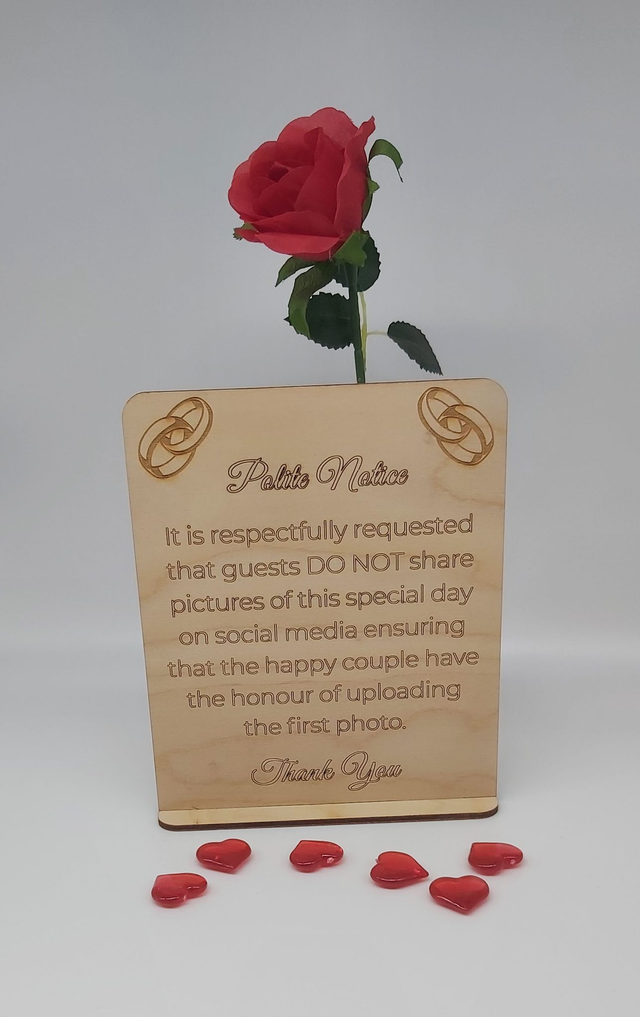 Polite Notice
It is respectfully requested
that guests DO NOT share
pictures of this special day
on social media ensuring
that the happy couple have
the honour of uploading
the first photo.
Thank You